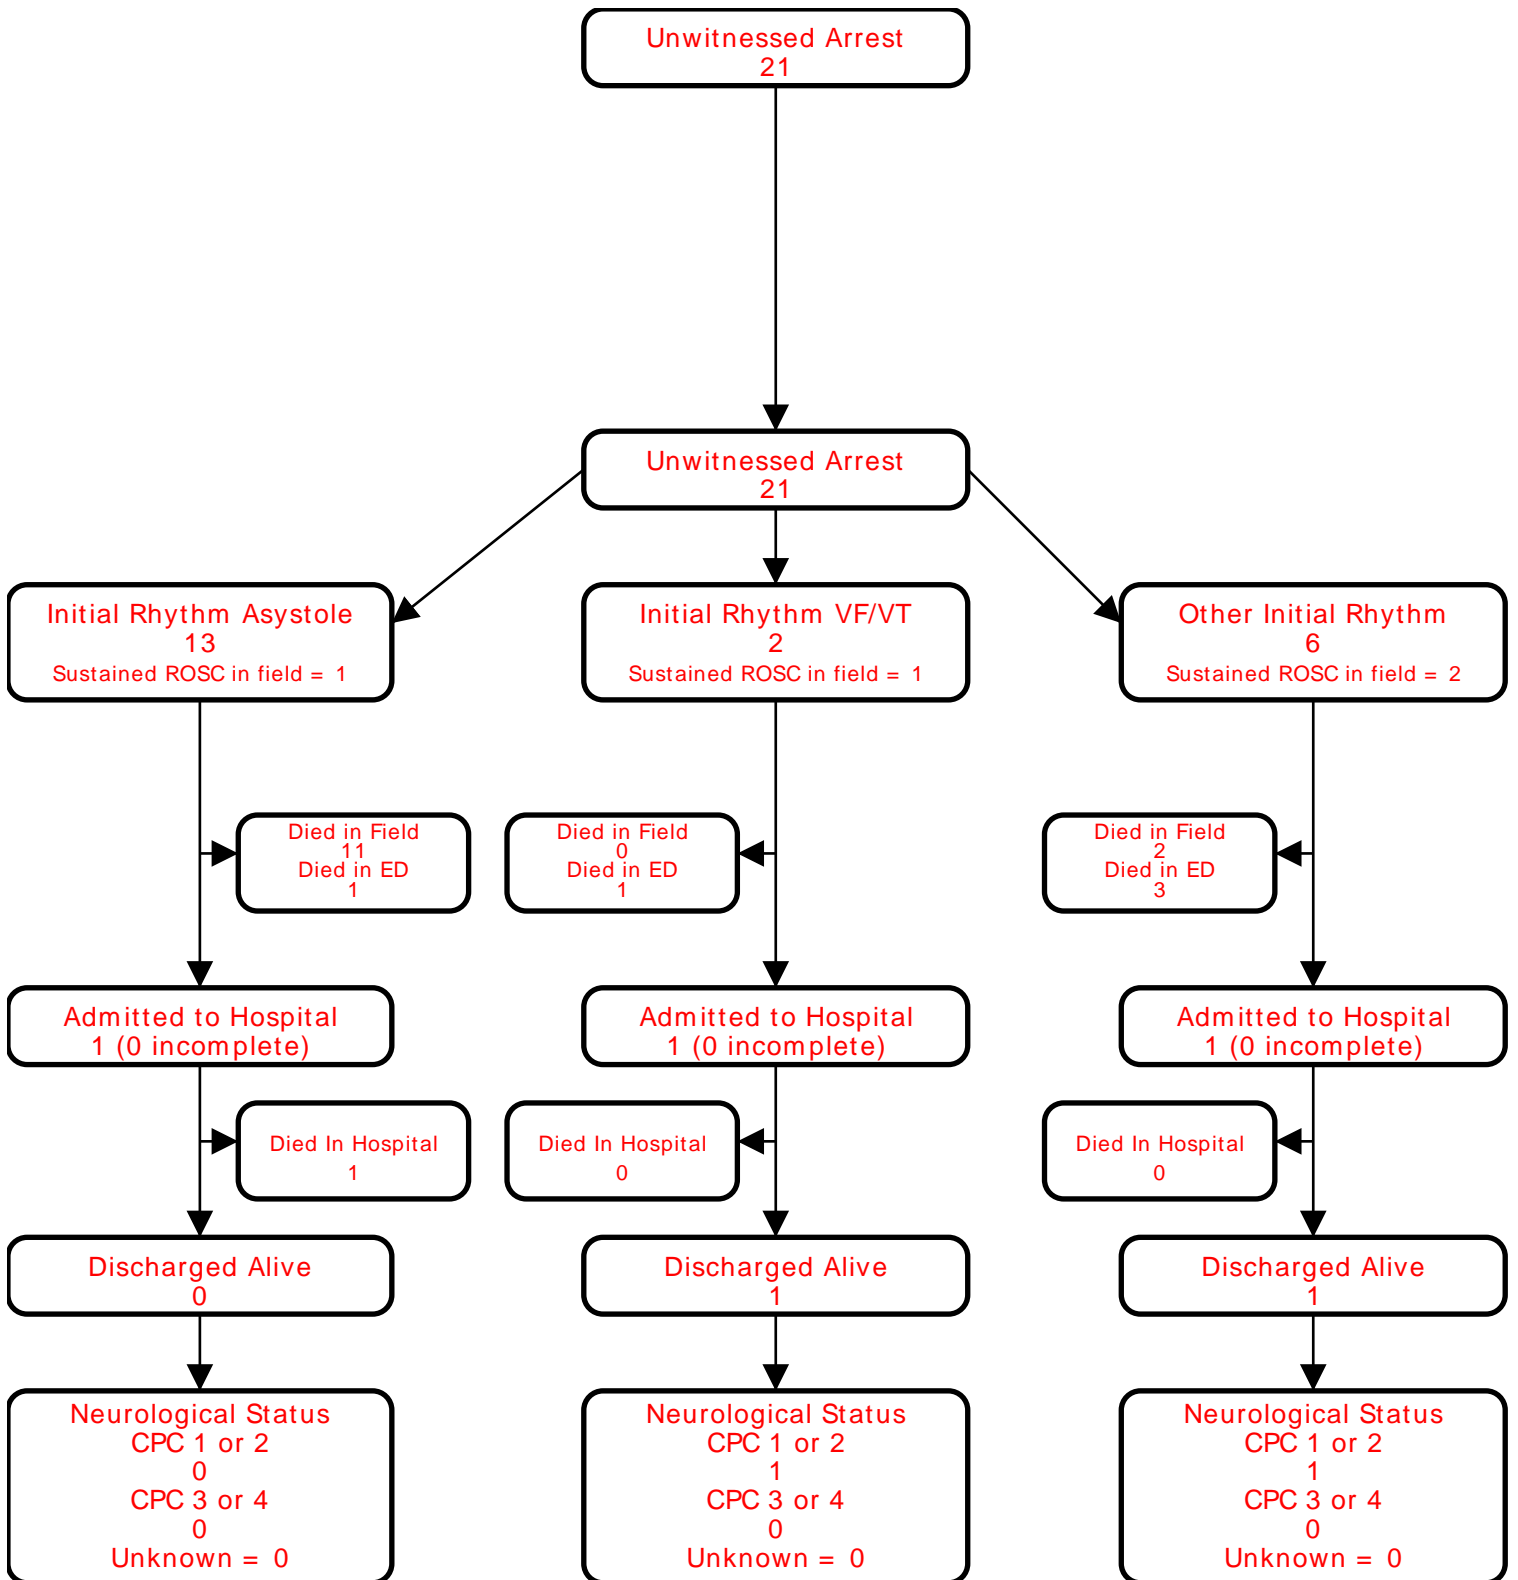 Unwitnessed Arrest
21
Unwitnessed Arrest
21
Initial Rhythm Asystole
13
Sustained ROSC in field = 1
Initial Rhythm VF/VT
2
Sustained ROSC in field = 1
Other Initial Rhythm
6
Sustained ROSC in field = 2
Died in Field
11
Died in ED
1
Died in Field
0
Died in ED
1
Died in Field
2
Died in ED
3
Admitted to Hospital
1 (0 incomplete)
Admitted to Hospital
1 (0 incomplete)
Admitted to Hospital
1 (0 incomplete)
Died In Hospital
1
Died In Hospital
0
Died In Hospital
0
Discharged Alive
0
Discharged Alive
1
Discharged Alive
1
Neurological Status
CPC 1 or 2
0
CPC 3 or 4
0
Unknown = 0
Neurological Status
CPC 1 or 2
1
CPC 3 or 4
0
Unknown = 0
Neurological Status
CPC 1 or 2
1
CPC 3 or 4
0
Unknown = 0